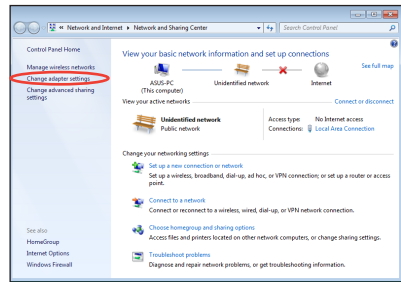 « Network and Internet ▸ Network and Sharing Center
Search Control Panel
Control Panel Home
Manage wireless networks
Change adapter settings
Change advanced sharing
settings
See also
HomeGroup
Internet Options
Windows Firewall
View your basic network information and set up connections
See full map
ASUS-PC
(This computer)
Unidentified network
Internet
View your active networks
Connect or disconnect
Unidentified network
Public network
Access type: No Internet access
Connections: Local Area Connection
Change your networking settings
Set up a new connection or network
Set up a wireless, broadband, dial-up, ad hoc, or VPN connection; or set up a router or access
point.
Connect to a network
Connect or reconnect to a wireless, wired, dial-up, or VPN network connection.
Choose homegroup and sharing options
Access files and printers located on other network computers, or change sharing settings.
Troubleshoot problems
Diagnose and repair network problems, or get troubleshooting information.